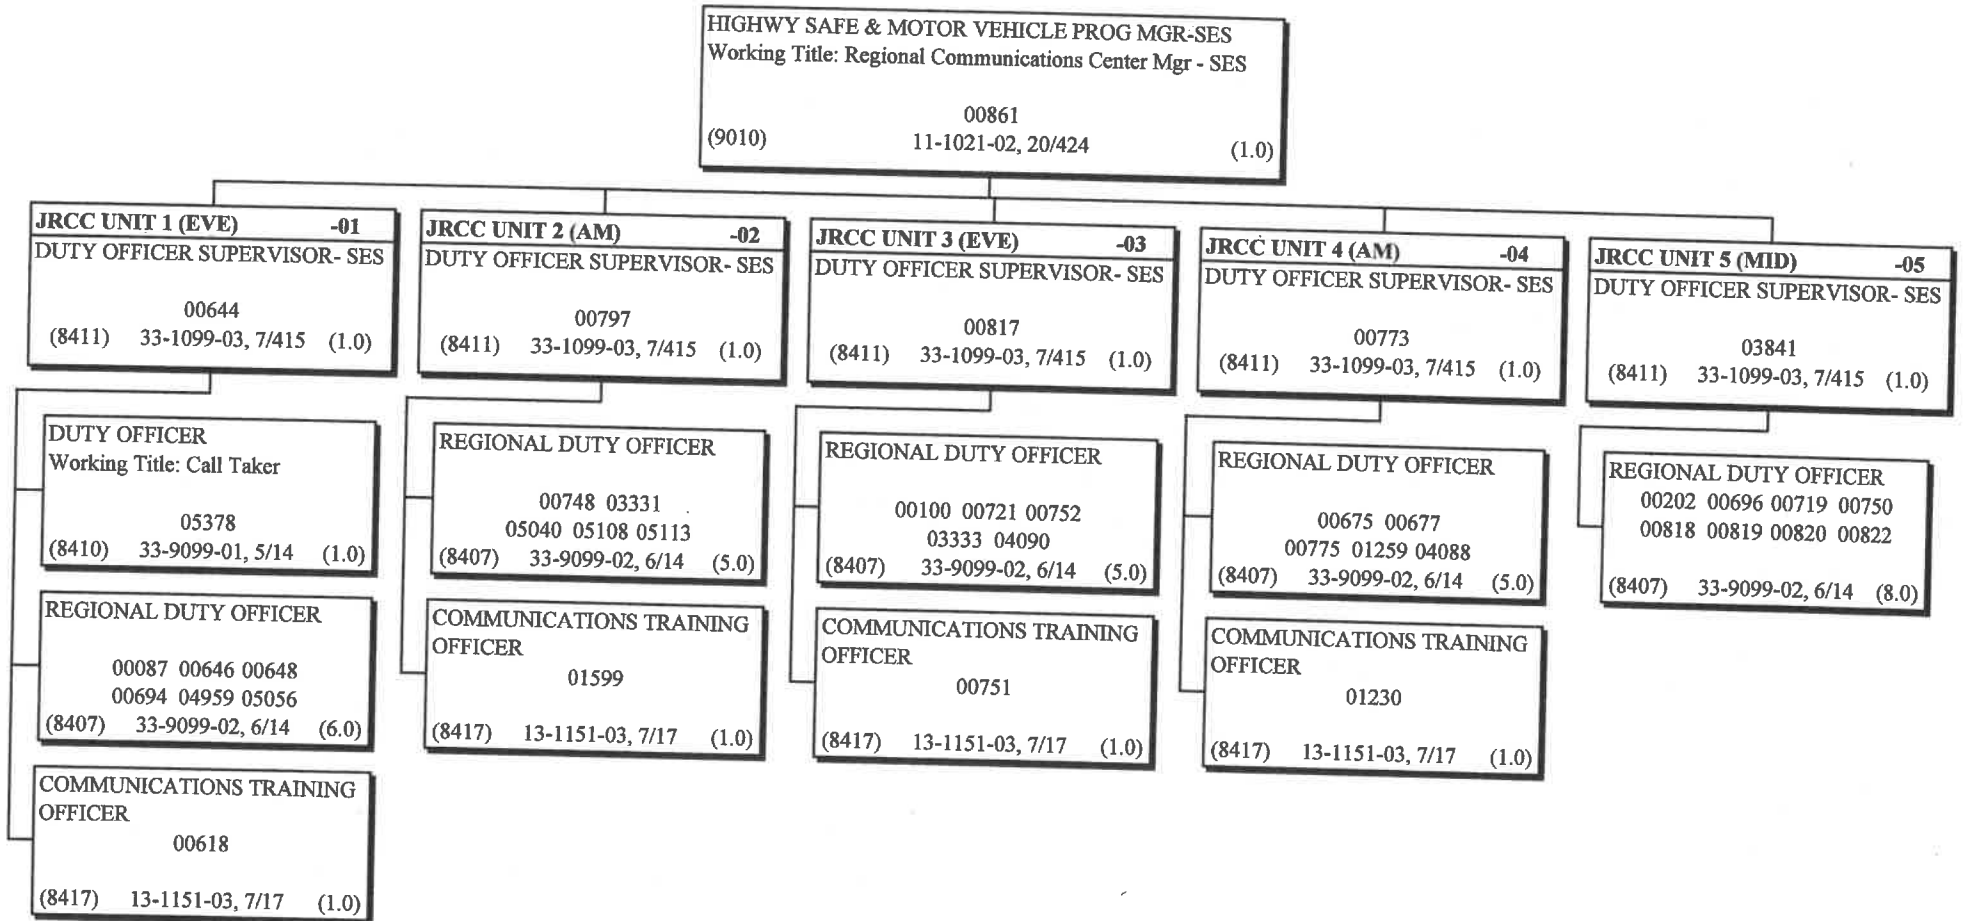 HIGHWY SAFE & MOTOR VEHICLE PROG MGR-SES
Working Title: Regional Communications Center Mgr - SES
00861
(9010) 11-1021-02, 20/424 (1.0)
JRCC UNIT 1 (EVE) -01
DUTY OFFICER SUPERVISOR- SES
00644
(8411) 33-1099-03, 7/415 (1.0)
DUTY OFFICER
Working Title: Call Taker
05378
(8410) 33-9099-01, 5/14 (1.0)
REGIONAL DUTY OFFICER
00087 00646 00648
00694 04959 05056
(8407) 33-9099-02, 6/14 (6.0)
COMMUNICATIONS TRAINING
OFFICER
00618
(8417) 13-1151-03, 7/17 (1.0)
JRCC UNIT 2 (AM) -02
DUTY OFFICER SUPERVISOR- SES
00797
(8411) 33-1099-03, 7/415 (1.0)
REGIONAL DUTY OFFICER
00748 03331
05040 05108 05113
(8407) 33-9099-02, 6/14 (5.0)
COMMUNICATIONS TRAINING
OFFICER
01599
(8417) 13-1151-03, 7/17 (1.0)
JRCC UNIT 3 (EVE) -03
DUTY OFFICER SUPERVISOR- SES
00817
(8411) 33-1099-03, 7/415 (1.0)
REGIONAL DUTY OFFICER
00100 00721 00752
03333 04090
(8407) 33-9099-02, 6/14 (5.0)
COMMUNICATIONS TRAINING
OFFICER
00751
(8417) 13-1151-03, 7/17 (1.0)
JRCC UNIT 4 (AM) -04
DUTY OFFICER SUPERVISOR- SES
00773
(8411) 33-1099-03, 7/415 (1.0)
REGIONAL DUTY OFFICER
00675 00677
00775 01259 04088
(8407) 33-9099-02, 6/14 (5.0)
COMMUNICATIONS TRAINING
OFFICER
01230
(8417) 13-1151-03, 7/17 (1.0)
JRCC UNIT 5 (MID) -05
DUTY OFFICER SUPERVISOR- SES
03841
(8411) 33-1099-03, 7/415 (1.0)
REGIONAL DUTY OFFICER
00202 00696 00719 00750
00818 00819 00820 00822
(8407) 33-9099-02, 6/14 (8.0)